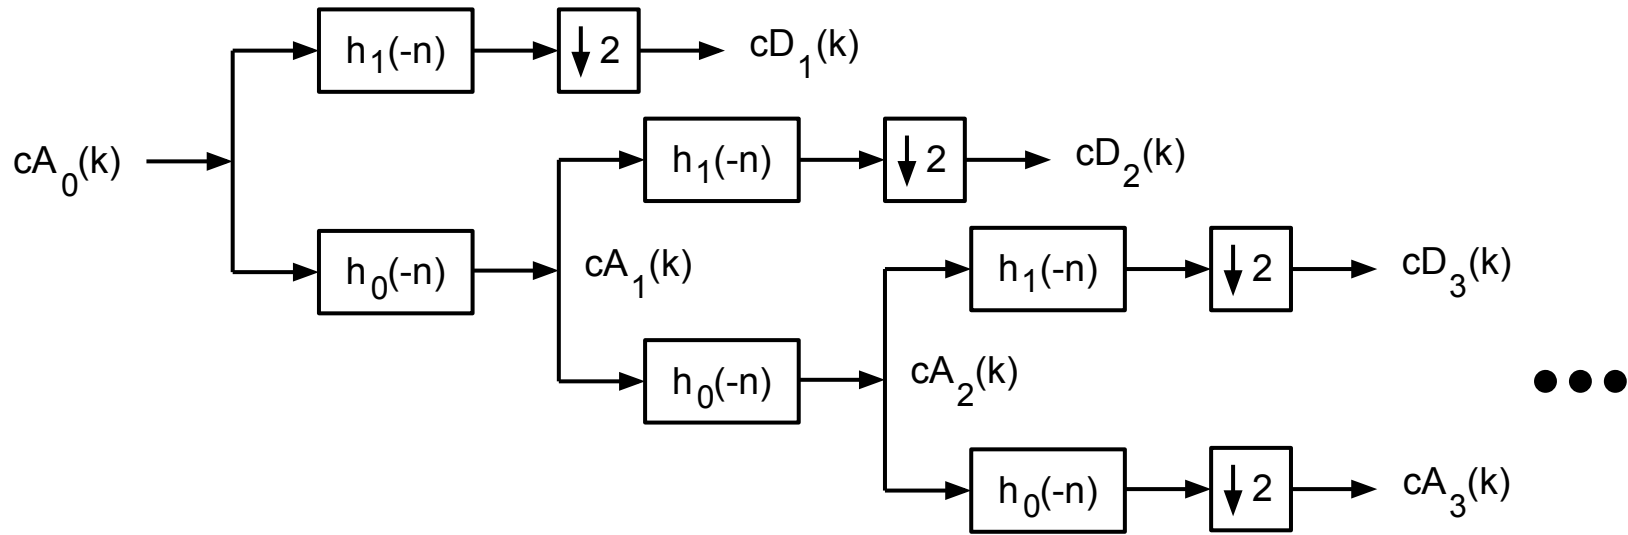 h₁(-n)
↓ 2
cD₁(k)
cA₀(k)
h₁(-n)
↓ 2
cD₂(k)
h₀(-n)
cA₁(k)
h₁(-n)
↓ 2
cD₃(k)
h₀(-n)
cA₂(k)
h₀(-n)
↓ 2
cA₃(k)
•••